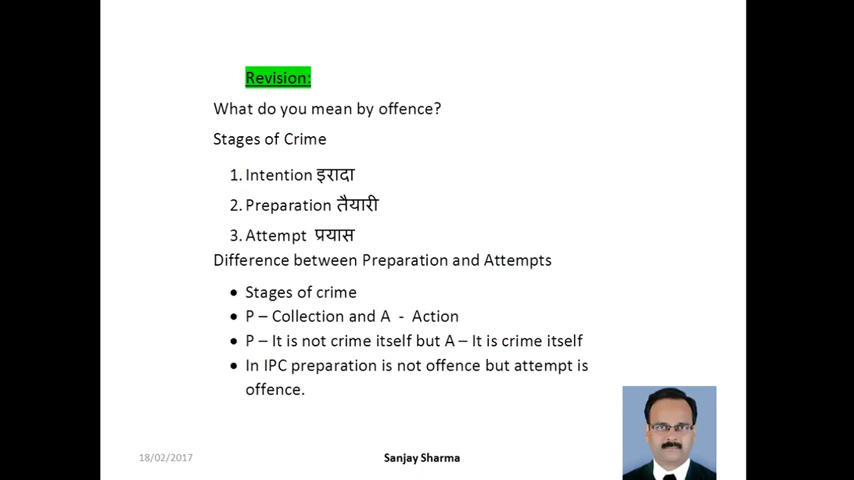 Revision:
What do you mean by offence?
Stages of Crime
1. Intention इरादा
2. Preparation तैयारी
3. Attempt प्रयास
Difference between Preparation and Attempts
• Stages of crime
• P – Collection and A - Action
• P – It is not crime itself but A – It is crime itself
• In IPC preparation is not offence but attempt is
offence.
18/02/2017
Sanjay Sharma